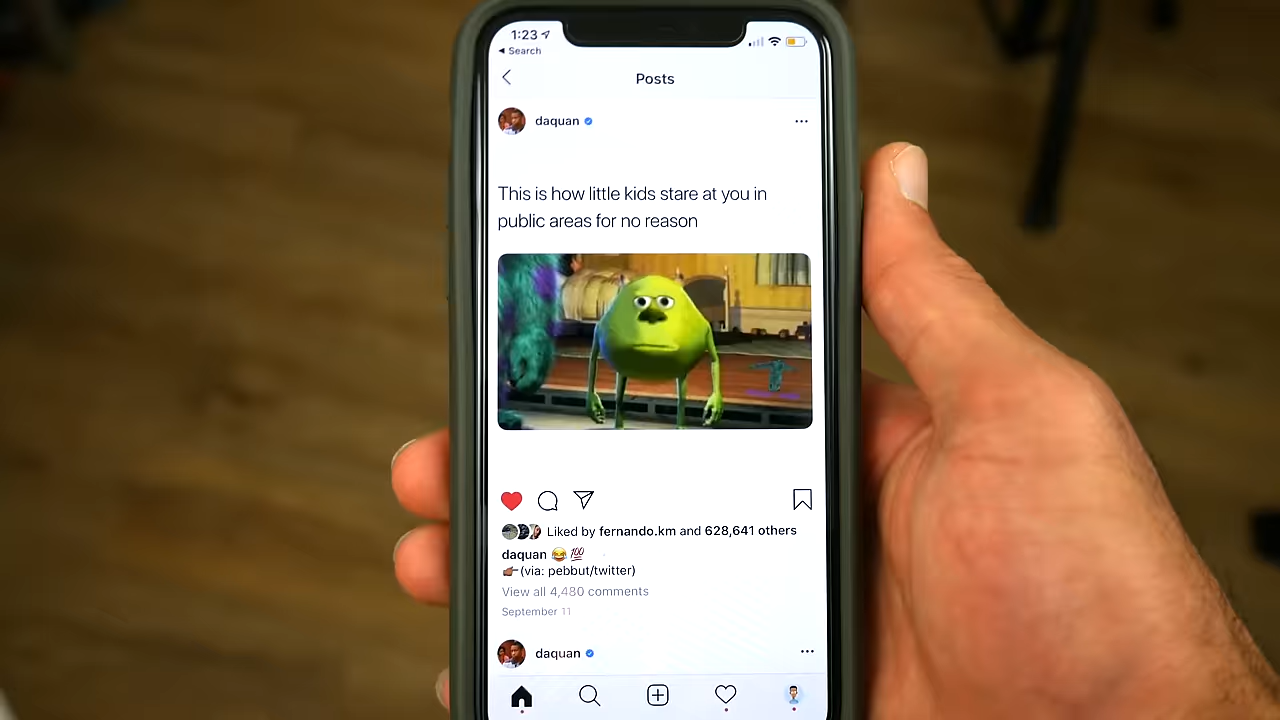 1:23
◂ Search
Posts
daquan
This is how little kids stare at you in
public areas for no reason
Liked by fernando.km and 628,641 others
daquan 😂 💯
👉🏾(via: pebbut/twitter)
View all 4,480 comments
September 11
daquan